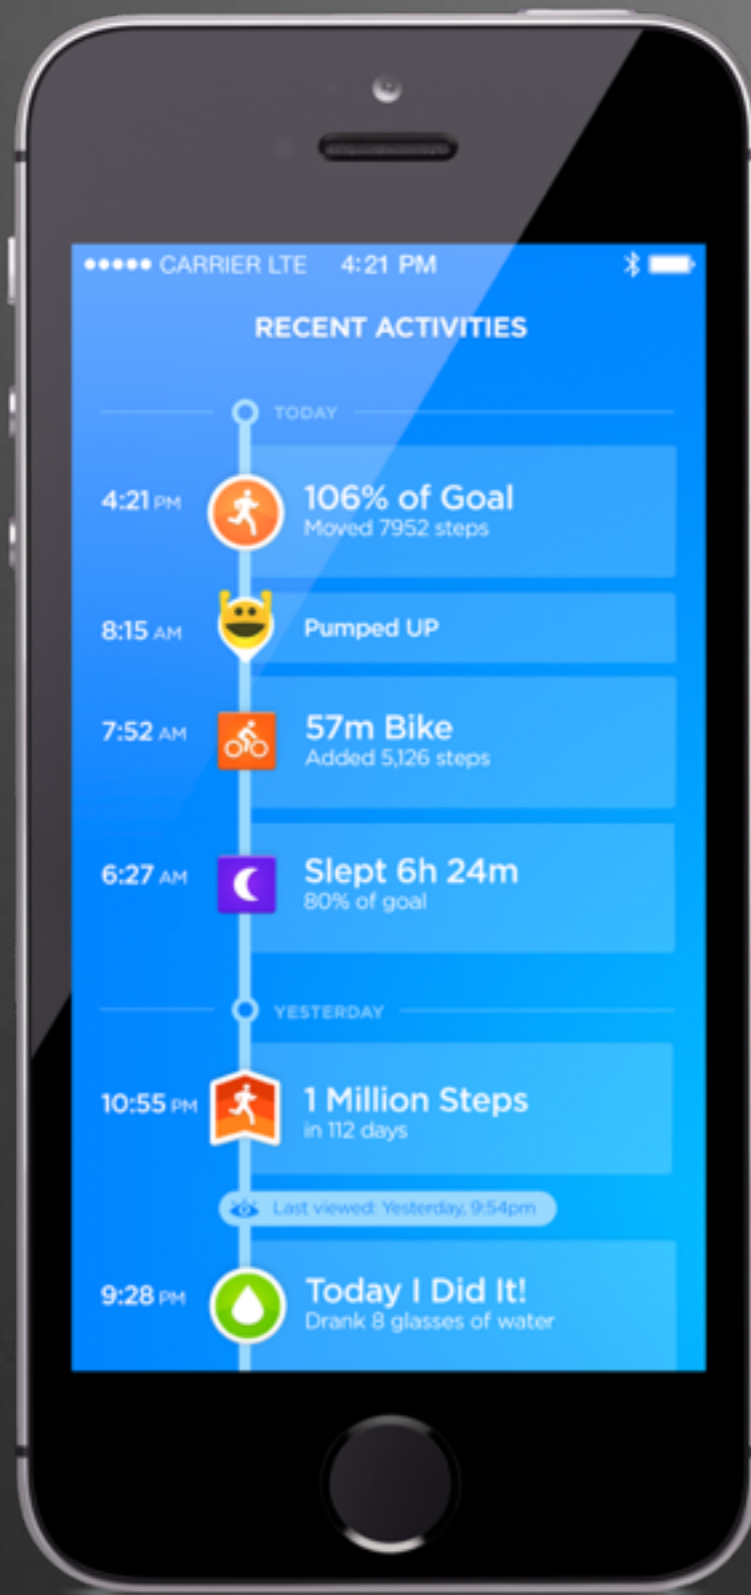 CARRIER LTE 4:21 PM
RECENT ACTIVITIES
TODAY
4:21 PM
106% of Goal
Moved 7952 steps
8:15 AM
Pumped UP
7:52 AM
57m Bike
Added 5,126 steps
6:27 AM
Slept 6h 24m
80% of goal
YESTERDAY
10:55 PM
1 Million Steps
in 112 days
Last viewed: Yesterday, 9:54pm
9:28 PM
Today I Did It!
Drank 8 glasses of water